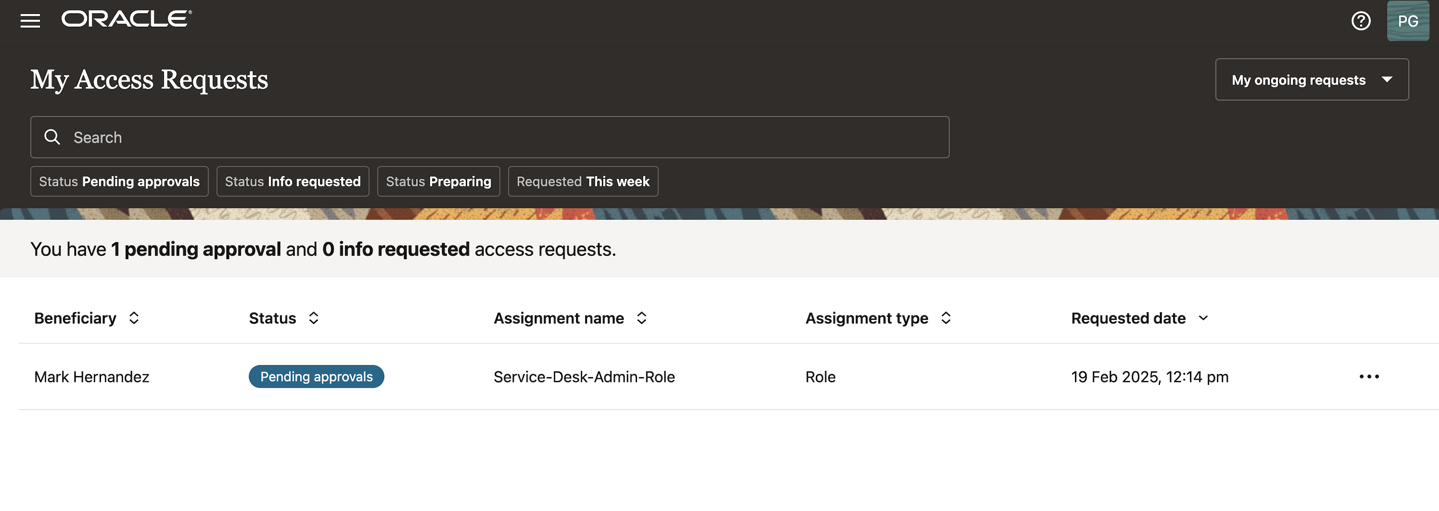 ORACLE®
PG
My Access Requests
My ongoing requests
Search
Status Pending approvals
Status Info requested
Status Preparing
Requested This week
You have 1 pending approval and 0 info requested access requests.
Beneficiary Status Assignment name Assignment type Requested date
Mark Hernandez Pending approvals Service-Desk-Admin-Role Role 19 Feb 2025, 12:14 pm